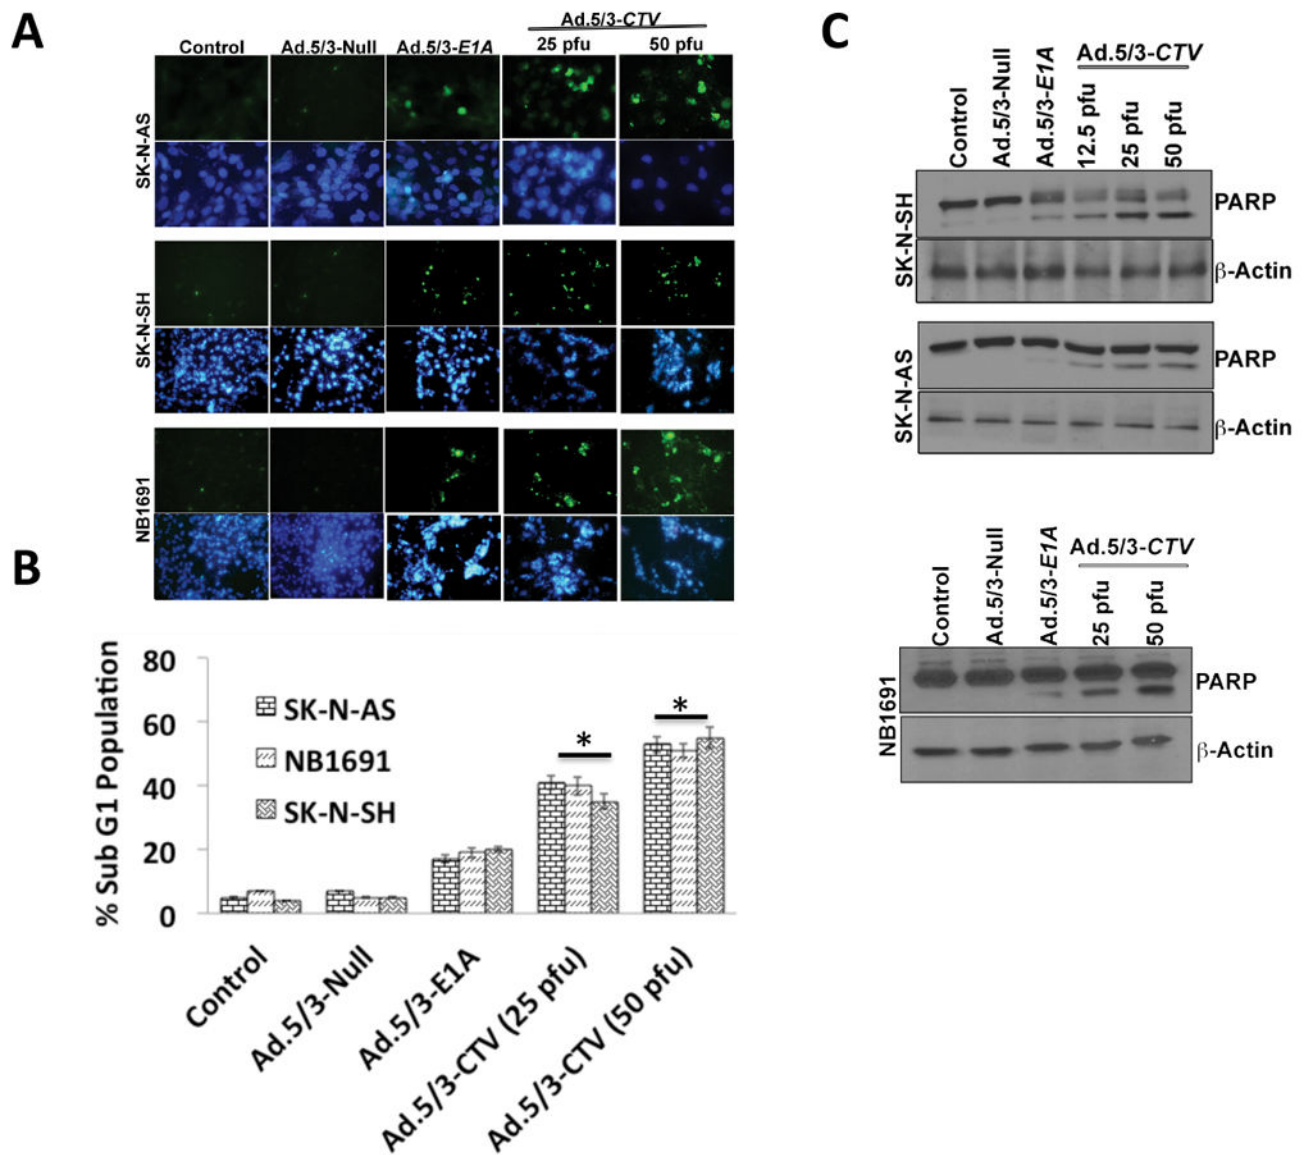 A
Ad.5/3-CTV
Control Ad.5/3-Null Ad.5/3-E1A 25 pfu 50 pfu
SK-N-AS
SK-N-SH
NB1691
B
% Sub G1 Population
80
60
40
20
0
SK-N-AS
NB1691
SK-N-SH
*
*
Control
Ad.5/3-Null
Ad.5/3-E1A
Ad.5/3-CTV (25 pfu)
Ad.5/3-CTV (50 pfu)
C
Ad.5/3-CTV
Control Ad.5/3-Null Ad.5/3-E1A 12.5 pfu 25 pfu 50 pfu
SK-N-SH
PARP
β-Actin
SK-N-AS
PARP
β-Actin
Ad.5/3-CTV
Control Ad.5/3-Null Ad.5/3-E1A 25 pfu 50 pfu
NB1691
PARP
β-Actin